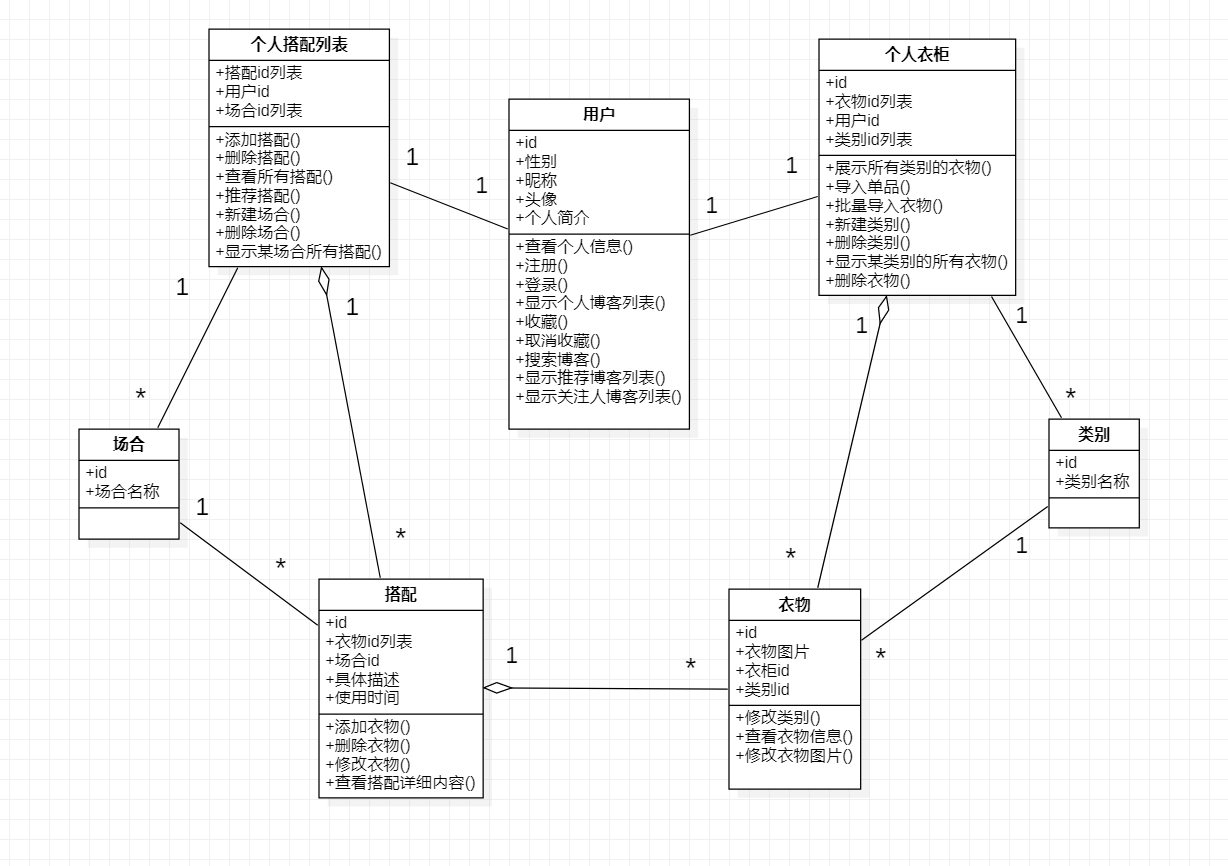 个人搭配列表
+搭配id列表
+用户id
+场合id列表
+添加搭配()
+删除搭配()
+查看所有搭配()
+推荐搭配()
+新建场合()
+删除场合()
+显示某场合所有搭配()
用户
+id
+性别
+昵称
+头像
+个人简介
+查看个人信息()
+注册()
+登录()
+显示个人博客列表()
+收藏()
+取消收藏()
+搜索博客()
+显示推荐博客列表()
+显示关注人博客列表()
个人衣柜
+id
+衣物id列表
+用户id
+类别id列表
+展示所有类别的衣物()
+导入单品()
+批量导入衣物()
+新建类别()
+删除类别()
+显示某类别的所有衣物()
+删除衣物()
1
1
1
1
1
1
1
1
*
*
场合
+id
+场合名称
类别
+id
+类别名称
1
*
*
*
1
*
搭配
+id
+衣物id列表
+场合id
+具体描述
+使用时间
+添加衣物()
+删除衣物()
+修改衣物()
+查看搭配详细内容()
1
*
衣物
+id
+衣物图片
+衣柜id
+类别id
+修改类别()
+查看衣物信息()
+修改衣物图片()